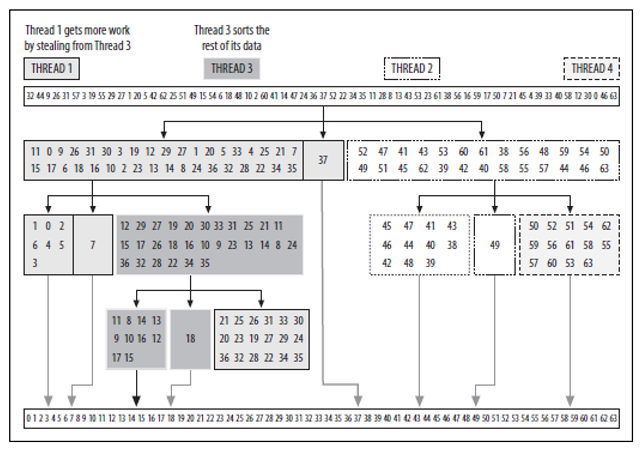 Thread 1 gets more work
by stealing from Thread 3
Thread 3 sorts the
rest of its data
THREAD 1
THREAD 3
THREAD 2
THREAD 4
32 44 9 26 31 57 3 19 55 29 27 1 20 5 42 62 25 51 49 15 54 6 18 48 10 2 60 41 14 47 24 36 37 52 22 34 35 11 28 8 13 43 53 23 61 38 56 16 59 17 50 7 21 45 4 39 33 40 58 12 30 0 46 63
11 0 9 26 31 30 3 19 12 29 27 1 20 5 33 4 25 21 7
15 17 6 18 16 10 2 23 13 14 8 24 36 32 28 22 34 35
37
52 47 41 43 53 60 61 38 56 48 59 54 50
49 51 45 62 39 42 40 58 55 57 44 46 63
1 0 2
6 4 5
3
7
12 29 27 19 20 30 33 31 25 21 11
15 17 26 18 16 10 9 23 13 14 8 24
36 32 28 22 34 35
45 47 41 43
46 44 40 38
42 48 39
49
50 52 51 54 62
59 56 61 58 55
57 60 53 63
11 8 14 13
9 10 16 12
17 15
18
21 25 26 31 33 30
20 23 19 27 29 24
36 32 28 22 34 35
0 1 2 3 4 5 6 7 8 9 10 11 12 13 14 15 16 17 18 19 20 21 22 23 24 25 26 27 28 29 30 31 32 33 34 35 36 37 38 39 40 41 42 43 44 45 46 47 48 49 50 51 52 53 54 55 56 57 58 59 60 61 62 63